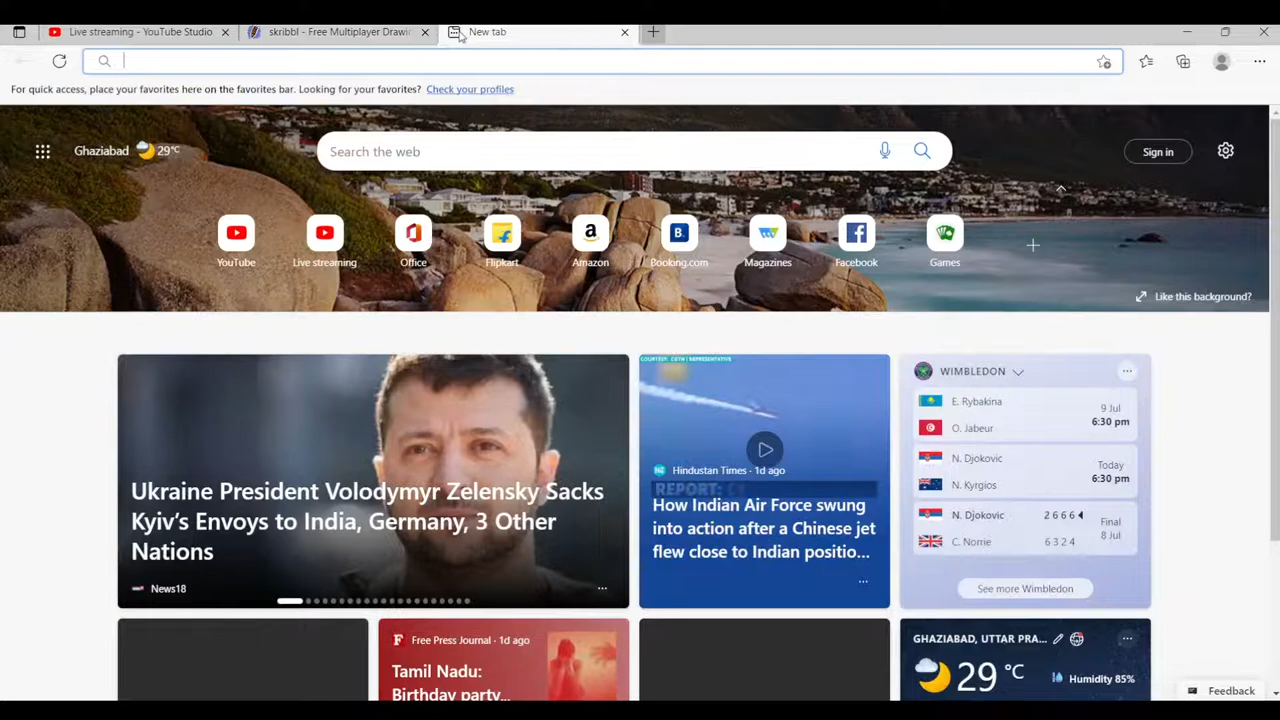 Live streaming - YouTube Studio
skribbl - Free Multiplayer Drawin
New tab
For quick access, place your favorites here on the favorites bar. Looking for your favorites? Check your profiles
Ghaziabad 29°C
Search the web
Sign in
YouTube
Live streaming
Office
Flipkart
Amazon
Booking.com
Magazines
Facebook
Games
Like this background?
Ukraine President Volodymyr Zelensky Sacks
Kyiv's Envoys to India, Germany, 3 Other
Nations
News18
COURTESY: CGTN | REPRESENTATIVE
Hindustan Times · 1d ago
REPORT:
How Indian Air Force swung
into action after a Chinese jet
flew close to Indian positio...
WIMBLEDON
E. Rybakina
O. Jabeur
9 Jul
6:30 pm
N. Djokovic
N. Kyrgios
Today
6:30 pm
N. Djokovic 2 6 6 6
C. Norrie 6 3 2 4
Final
8 Jul
See more Wimbledon
Free Press Journal · 1d ago
Tamil Nadu:
Birthday party...
GHAZIABAD, UTTAR PRA...
29 °C
Humidity 85%
Feedback